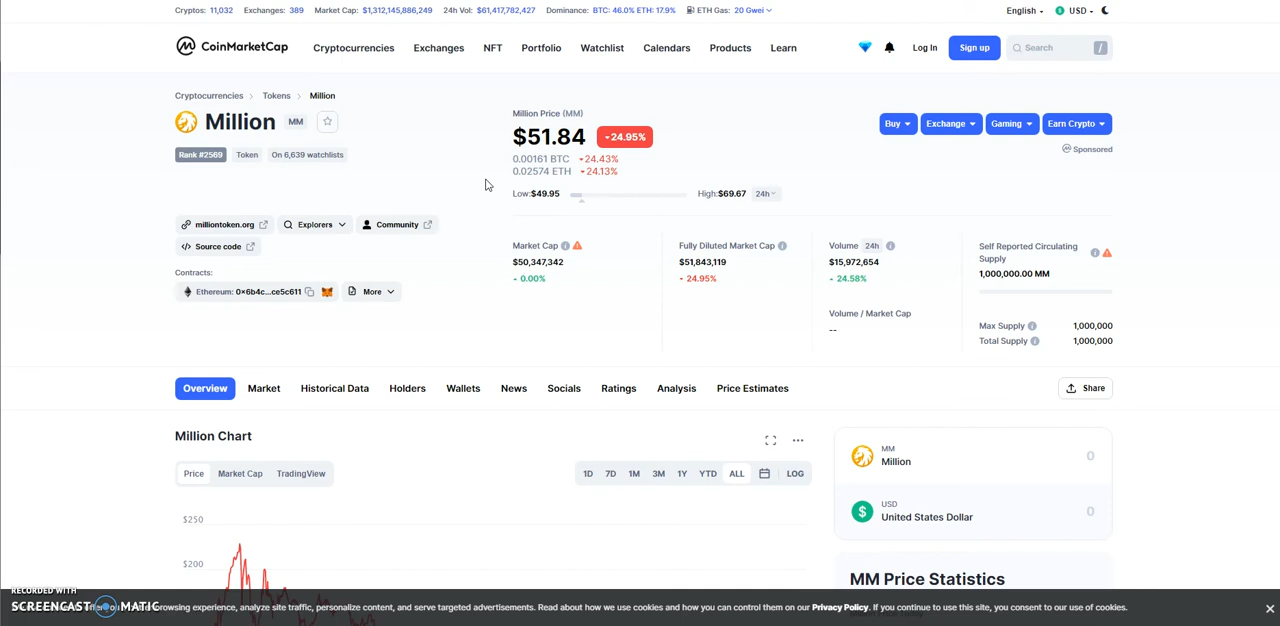 Cryptos: 11,032 Exchanges: 389 Market Cap: $1,312,145,886,249 24h Vol: $61,417,782,427 Dominance: BTC: 46.0% ETH: 17.9% ETH Gas: 20 Gwei English USD
CoinMarketCap Cryptocurrencies Exchanges NFT Portfolio Watchlist Calendars Products Learn Log In Sign up Search /
Cryptocurrencies > Tokens > Million
Million MM
Rank #2569 Token On 6,639 watchlists
milliontoken.org Explorers Community
Source code
Contracts:
Ethereum: 0x6b4c...ce5c611 More
Million Price (MM)
$51.84 24.95%
0.00161 BTC 24.43%
0.02574 ETH 24.13%
Low:$49.95 High:$69.67 24h
Buy Exchange Gaming Earn Crypto
Sponsored
Market Cap
$50,347,342
0.00%
Fully Diluted Market Cap
$51,843,119
24.95%
Volume 24h
$15,972,654
24.58%
Volume / Market Cap
--
Self Reported Circulating
Supply
1,000,000.00 MM
Max Supply 1,000,000
Total Supply 1,000,000
Overview Market Historical Data Holders Wallets News Socials Ratings Analysis Price Estimates Share
Million Chart
Price Market Cap TradingView 1D 7D 1M 3M 1Y YTD ALL LOG
$250
$200
MM
Million 0
USD
United States Dollar 0
MM Price Statistics
RECORDED WITH
SCREENCAST MATIC
browsing experience, analyze site traffic, personalize content, and serve targeted advertisements. Read about how we use cookies and how you can control them on our Privacy Policy. If you continue to use this site, you consent to our use of cookies.